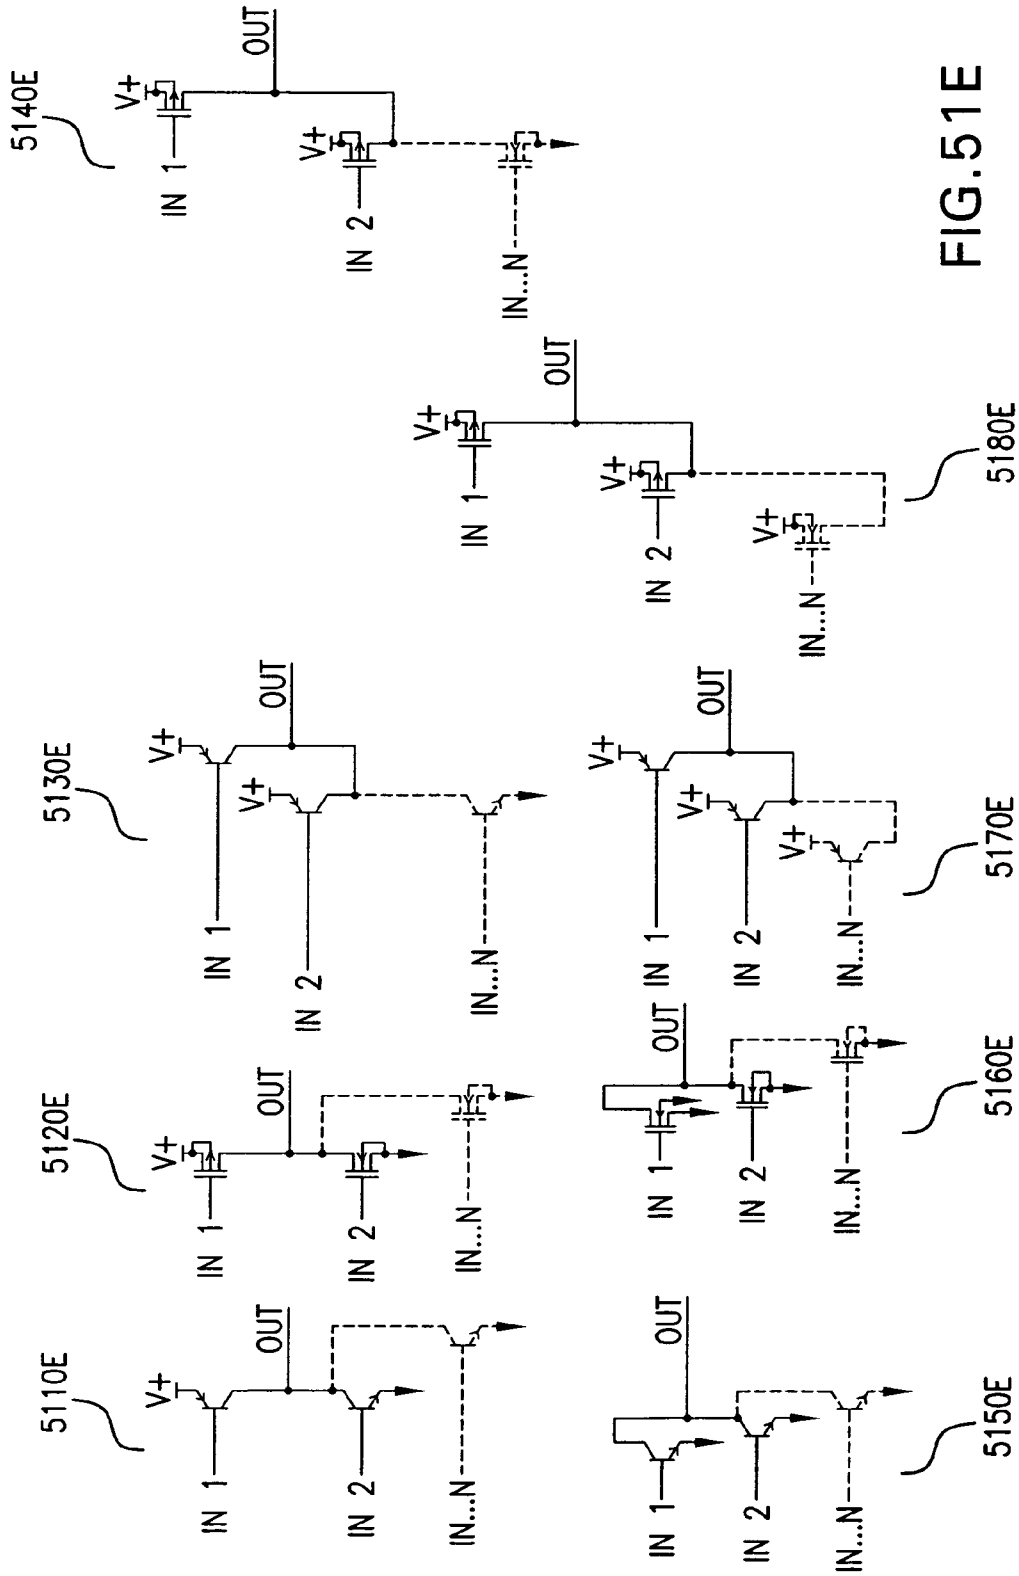 5110E
V+
IN 1
OUT
IN 2
IN...N
5120E
V+
IN 1
OUT
IN 2
IN...N
5130E
V+
IN 1
V+
OUT
IN 2
IN...N
5140E
V+
IN 1
OUT
V+
IN 2
IN...N
5150E
OUT
IN 1
IN 2
IN...N
5160E
OUT
IN 1
IN 2
IN...N
5170E
V+
IN 1
V+
OUT
IN 2
V+
IN...N
5180E
V+
IN 1
OUT
V+
IN 2
V+
IN...N
FIG.51E